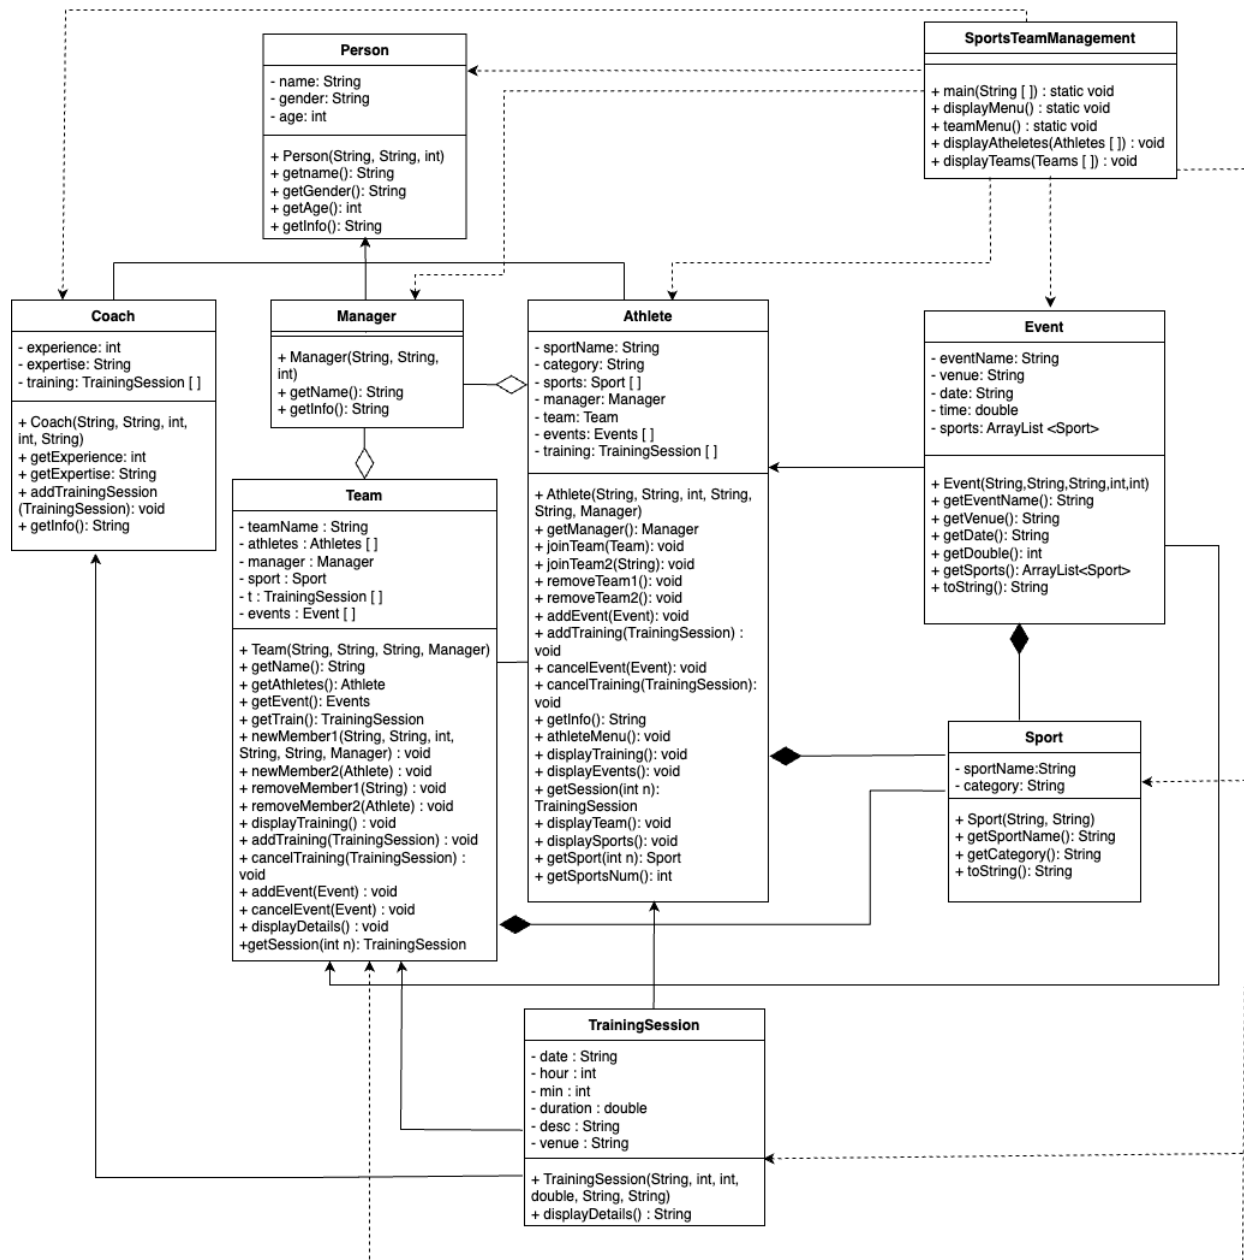 Person
- name: String
- gender: String
- age: int
+ Person(String, String, int)
+ getname(): String
+ getGender(): String
+ getAge(): int
+ getInfo(): String
SportsTeamManagement
+ main(String [ ]) : static void
+ displayMenu() : static void
+ teamMenu() : static void
+ displayAtheletes(Athletes [ ]) : void
+ displayTeams(Teams [ ]) : void
Coach
- experience: int
- expertise: String
- training: TrainingSession [ ]
+ Coach(String, String, int,
int, String)
+ getExperience: int
+ getExpertise: String
+ addTrainingSession
(TrainingSession): void
+ getInfo(): String
Manager
+ Manager(String, String,
int)
+ getName(): String
+ getInfo(): String
Athlete
- sportName: String
- category: String
- sports: Sport [ ]
- manager: Manager
- team: Team
- events: Events [ ]
- training: TrainingSession [ ]
+ Athlete(String, String, int, String,
String, Manager)
+ getManager(): Manager
+ joinTeam(Team): void
+ joinTeam2(String): void
+ removeTeam1(): void
+ removeTeam2(): void
+ addEvent(Event): void
+ addTraining(TrainingSession) :
void
+ cancelEvent(Event): void
+ cancelTraining(TrainingSession):
void
+ getInfo(): String
+ athleteMenu(): void
+ displayTraining(): void
+ displayEvents(): void
+ getSession(int n):
TrainingSession
+ displayTeam(): void
+ displaySports(): void
+ getSport(int n): Sport
+ getSportsNum(): int
Event
- eventName: String
- venue: String
- date: String
- time: double
- sports: ArrayList <Sport>
+ Event(String,String,String,int,int)
+ getEventName(): String
+ getVenue(): String
+ getDate(): String
+ getDouble(): int
+ getSports(): ArrayList<Sport>
+ toString(): String
Team
- teamName : String
- athletes : Athletes [ ]
- manager : Manager
- sport : Sport
- t : TrainingSession [ ]
- events : Event [ ]
+ Team(String, String, String, Manager)
+ getName(): String
+ getAthletes(): Athlete
+ getEvent(): Events
+ getTrain(): TrainingSession
+ newMember1(String, String, int,
String, String, Manager) : void
+ newMember2(Athlete) : void
+ removeMember1(String) : void
+ removeMember2(Athlete) : void
+ displayTraining() : void
+ addTraining(TrainingSession) : void
+ cancelTraining(TrainingSession) :
void
+ addEvent(Event) : void
+ cancelEvent(Event) : void
+ displayDetails() : void
+getSession(int n): TrainingSession
Sport
- sportName:String
- category: String
+ Sport(String, String)
+ getSportName(): String
+ getCategory(): String
+ toString(): String
TrainingSession
- date : String
- hour : int
- min : int
- duration : double
- desc : String
- venue : String
+ TrainingSession(String, int, int,
double, String, String)
+ displayDetails() : String